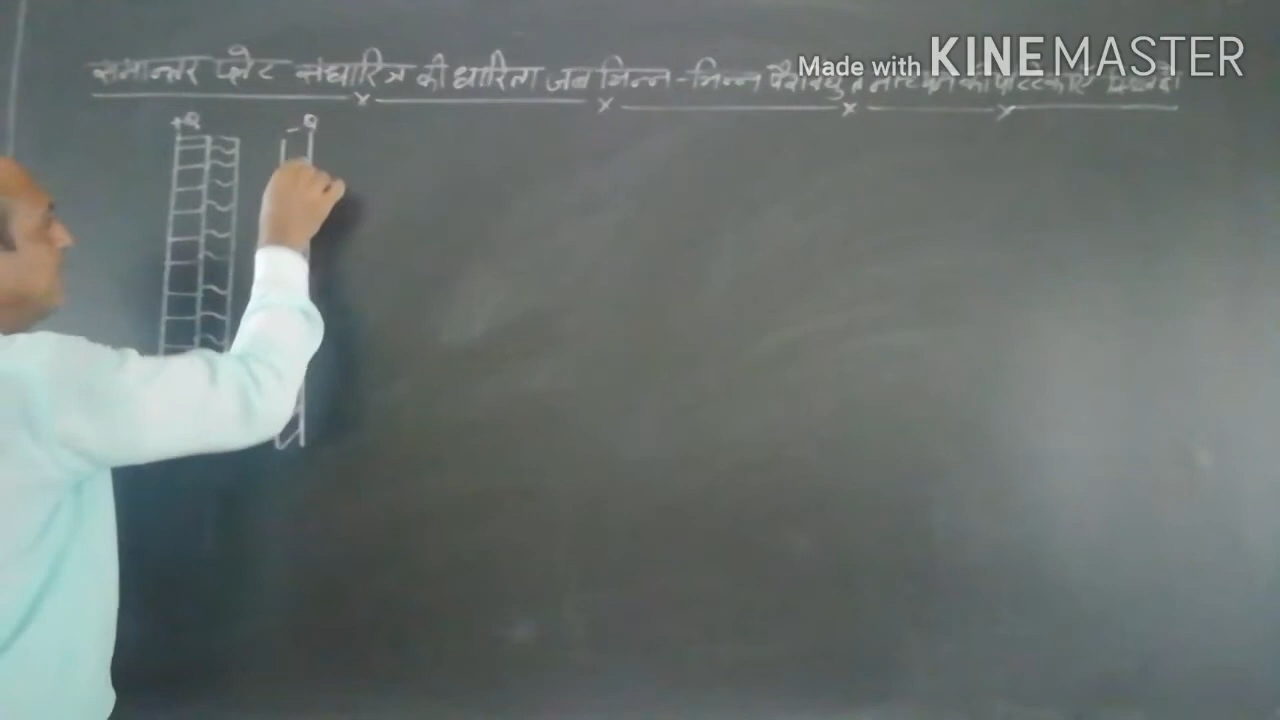 समान्तर प्लेट संधारित्र की धारिता जब भिन्न-भिन्न
Made with KINEMASTER
+Q
-Q